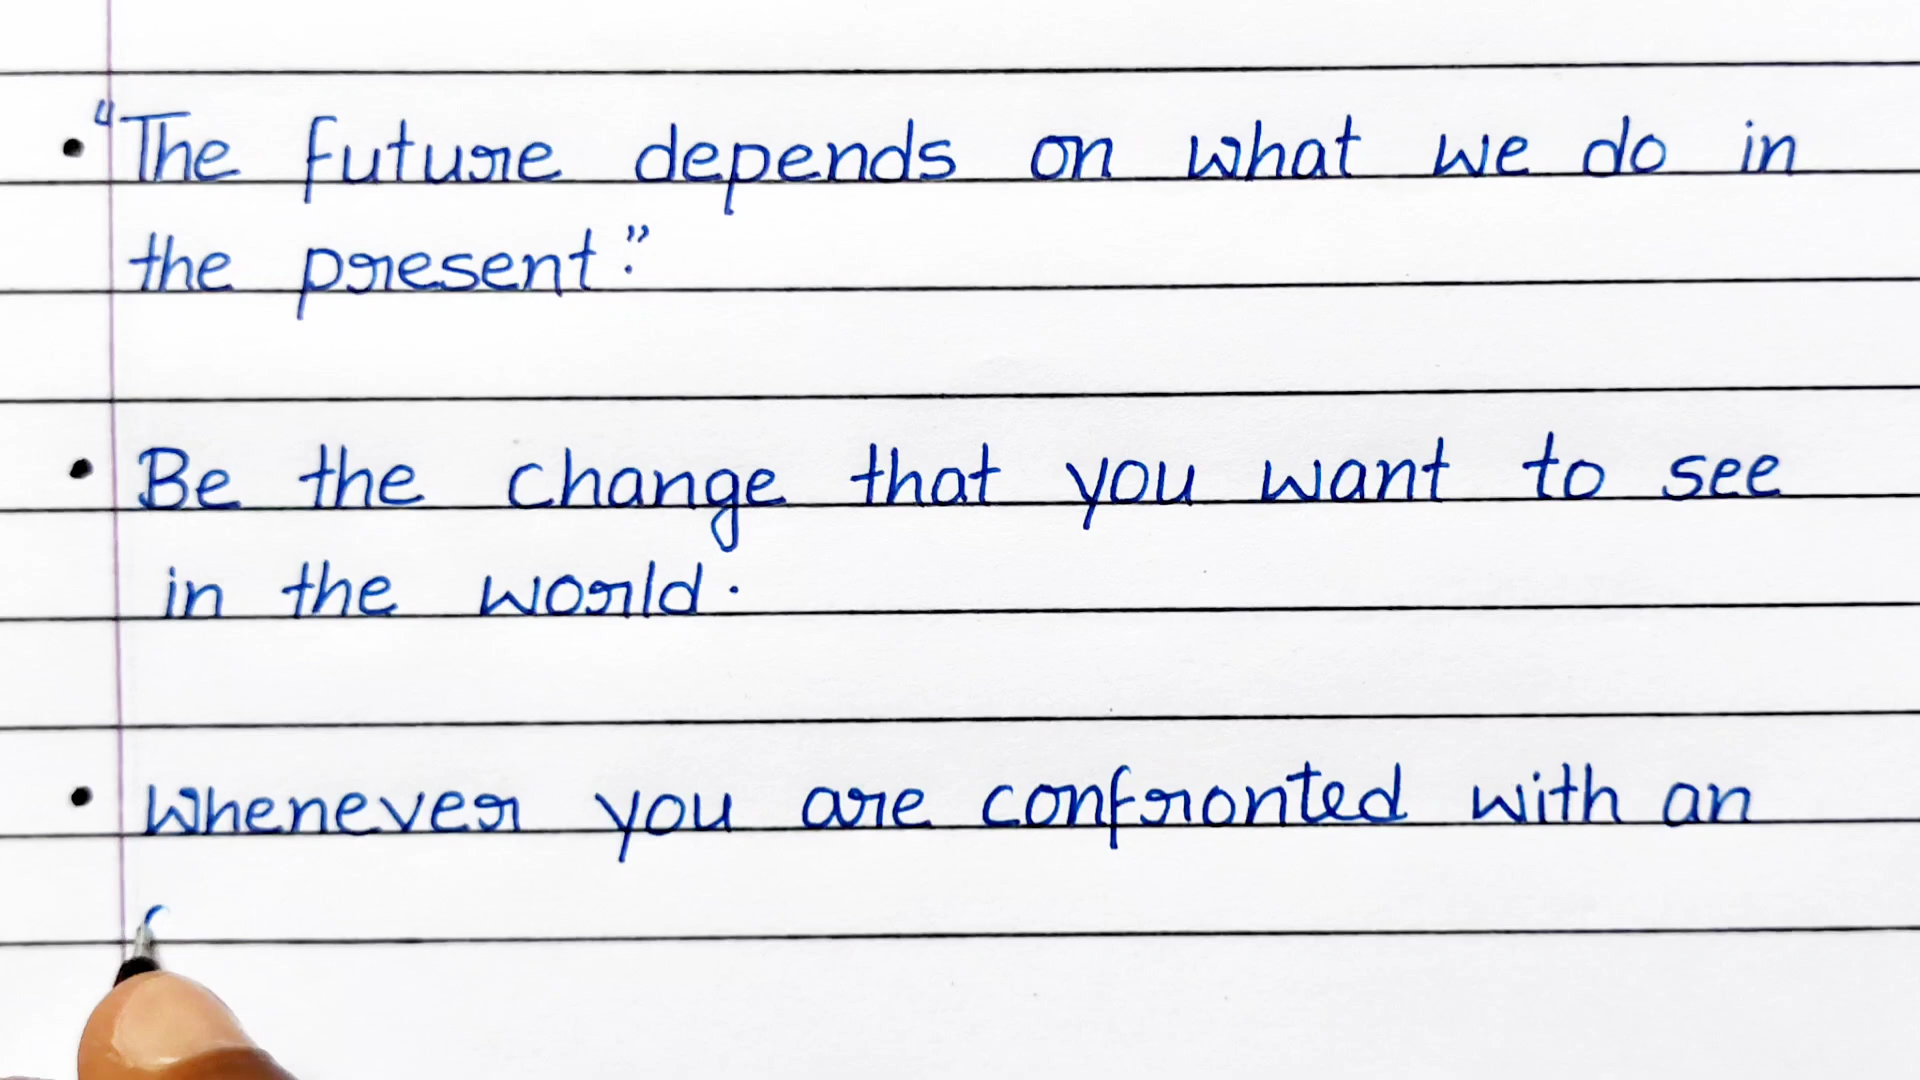 • "The future depends on what we do in
the present."
• Be the change that you want to see
in the world.
• Whenever you are confronted with an